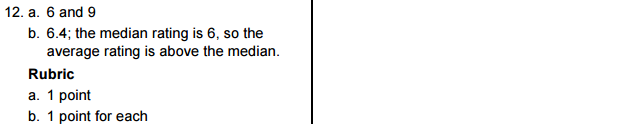 12. a. 6 and 9
b. 6.4; the median rating is 6, so the
average rating is above the median.
Rubric
a. 1 point
b. 1 point for each